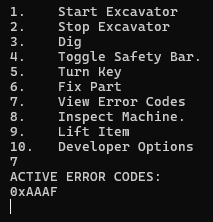 1.    Start Excavator
2.    Stop Excavator
3.    Dig
4.    Toggle Safety Bar.
5.    Turn Key
6.    Fix Part
7.    View Error Codes
8.    Inspect Machine.
9.    Lift Item
10.   Developer Options
7
ACTIVE ERROR CODES:
0xAAAF